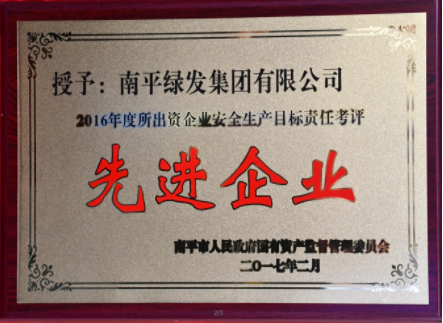 授予：南平绿发集团有限公司
2016年度所出资企业安全生产目标责任考评
先进企业
南平市人民政府国有资产监督管理委员会
二〇一七年二月